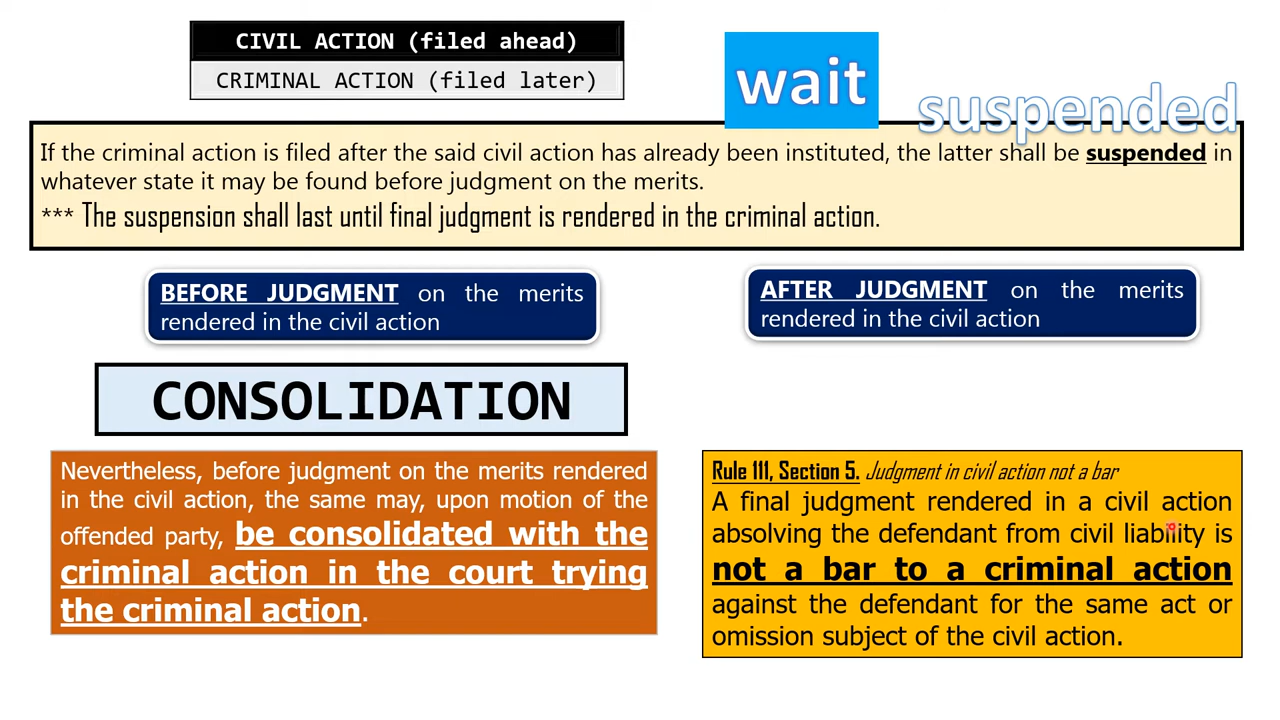 CIVIL ACTION (filed ahead)
CRIMINAL ACTION (filed later)
wait
suspended
If the criminal action is filed after the said civil action has already been instituted, the latter shall be suspended in
whatever state it may be found before judgment on the merits.
*** The suspension shall last until final judgment is rendered in the criminal action.
BEFORE JUDGMENT on the merits
rendered in the civil action
AFTER JUDGMENT on the merits
rendered in the civil action
CONSOLIDATION
Nevertheless, before judgment on the merits rendered
in the civil action, the same may, upon motion of the
offended party, be consolidated with the
criminal action in the court trying
the criminal action.
Rule 111, Section 5. Judgment in civil action not a bar
A final judgment rendered in a civil action
absolving the defendant from civil liability is
not a bar to a criminal action
against the defendant for the same act or
omission subject of the civil action.